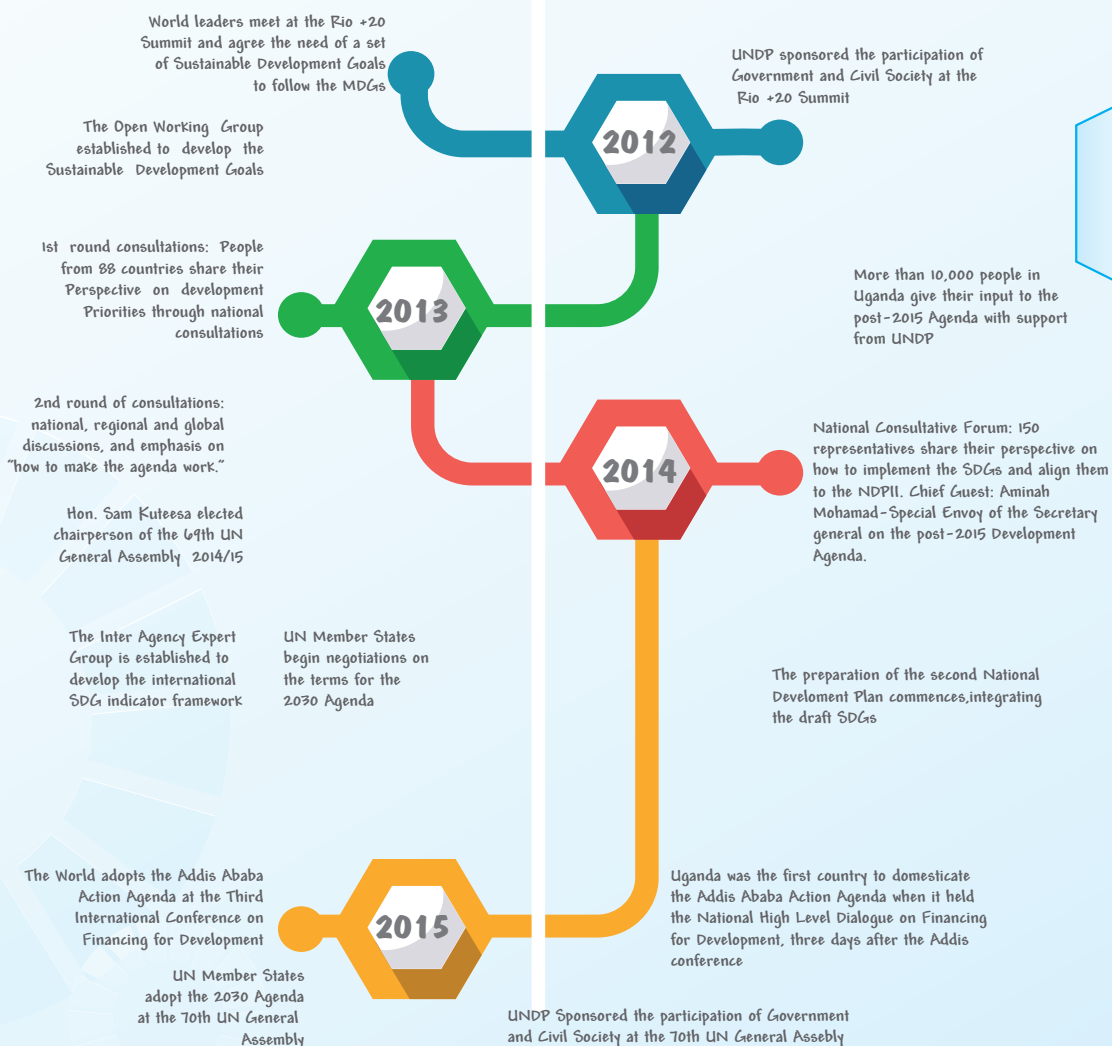 World leaders meet at the Rio +20
Summit and agree the need of a set
of Sustainable Development Goals
to follow the MDGs
UNDP sponsored the participation of
Government and Civil Society at the
Rio +20 Summit
2012
The Open Working Group
established to develop the
Sustainable Development Goals
1st round consultations: People
from 88 countries share their
Perspective on development
Priorities through national
consultations
2013
More than 10,000 people in
Uganda give their input to the
post-2015 Agenda with support
from UNDP
2nd round of consultations:
national, regional and global
discussions, and emphasis on
"how to make the agenda work."
2014
National Consultative Forum: 150
representatives share their perspective on
how to implement the SDGs and align them
to the NDPII. Chief Guest: Aminah
Mohamad-Special Envoy of the Secretary
general on the post-2015 Development
Agenda.
Hon. Sam Kuteesa elected
chairperson of the 69th UN
General Assembly 2014/15
The Inter Agency Expert
Group is established to
develop the international
SDG indicator framework
UN Member States
begin negotiations on
the terms for the
2030 Agenda
The preparation of the second National
Develoment Plan commences,integrating
the draft SDGs
The World adopts the Addis Ababa
Action Agenda at the Third
International Conference on
Financing for Development
2015
Uganda was the first country to domesticate
the Addis Ababa Action Agenda when it held
the National High Level Dialogue on Financing
for Development, three days after the Addis
conference
UN Member States
adopt the 2030 Agenda
at the 70th UN General
Assembly
UNDP Sponsored the participation of Government
and Civil Society at the 70th UN General Assebly